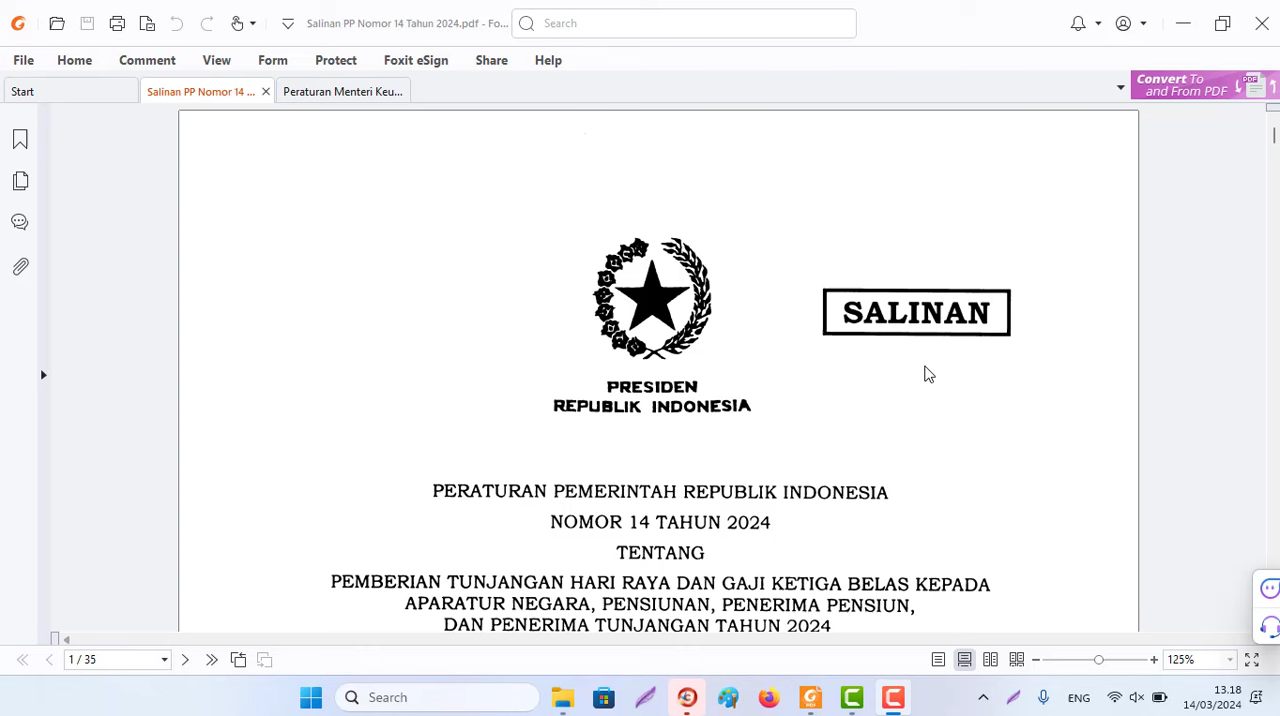 Salinan PP Nomor 14 Tahun 2024.pdf - Fo...
Search
File Home Comment View Form Protect Foxit eSign Share Help
Start
Salinan PP Nomor 14 ...
Peraturan Menteri Keu...
Convert To
and From PDF
PDF
SALINAN
PRESIDEN
REPUBLIK INDONESIA
PERATURAN PEMERINTAH REPUBLIK INDONESIA
NOMOR 14 TAHUN 2024
TENTANG
PEMBERIAN TUNJANGAN HARI RAYA DAN GAJI KETIGA BELAS KEPADA
APARATUR NEGARA, PENSIUNAN, PENERIMA PENSIUN,
DAN PENERIMA TUNJANGAN TAHUN 2024
1 / 35
125%
Search
ENG
13.18
14/03/2024